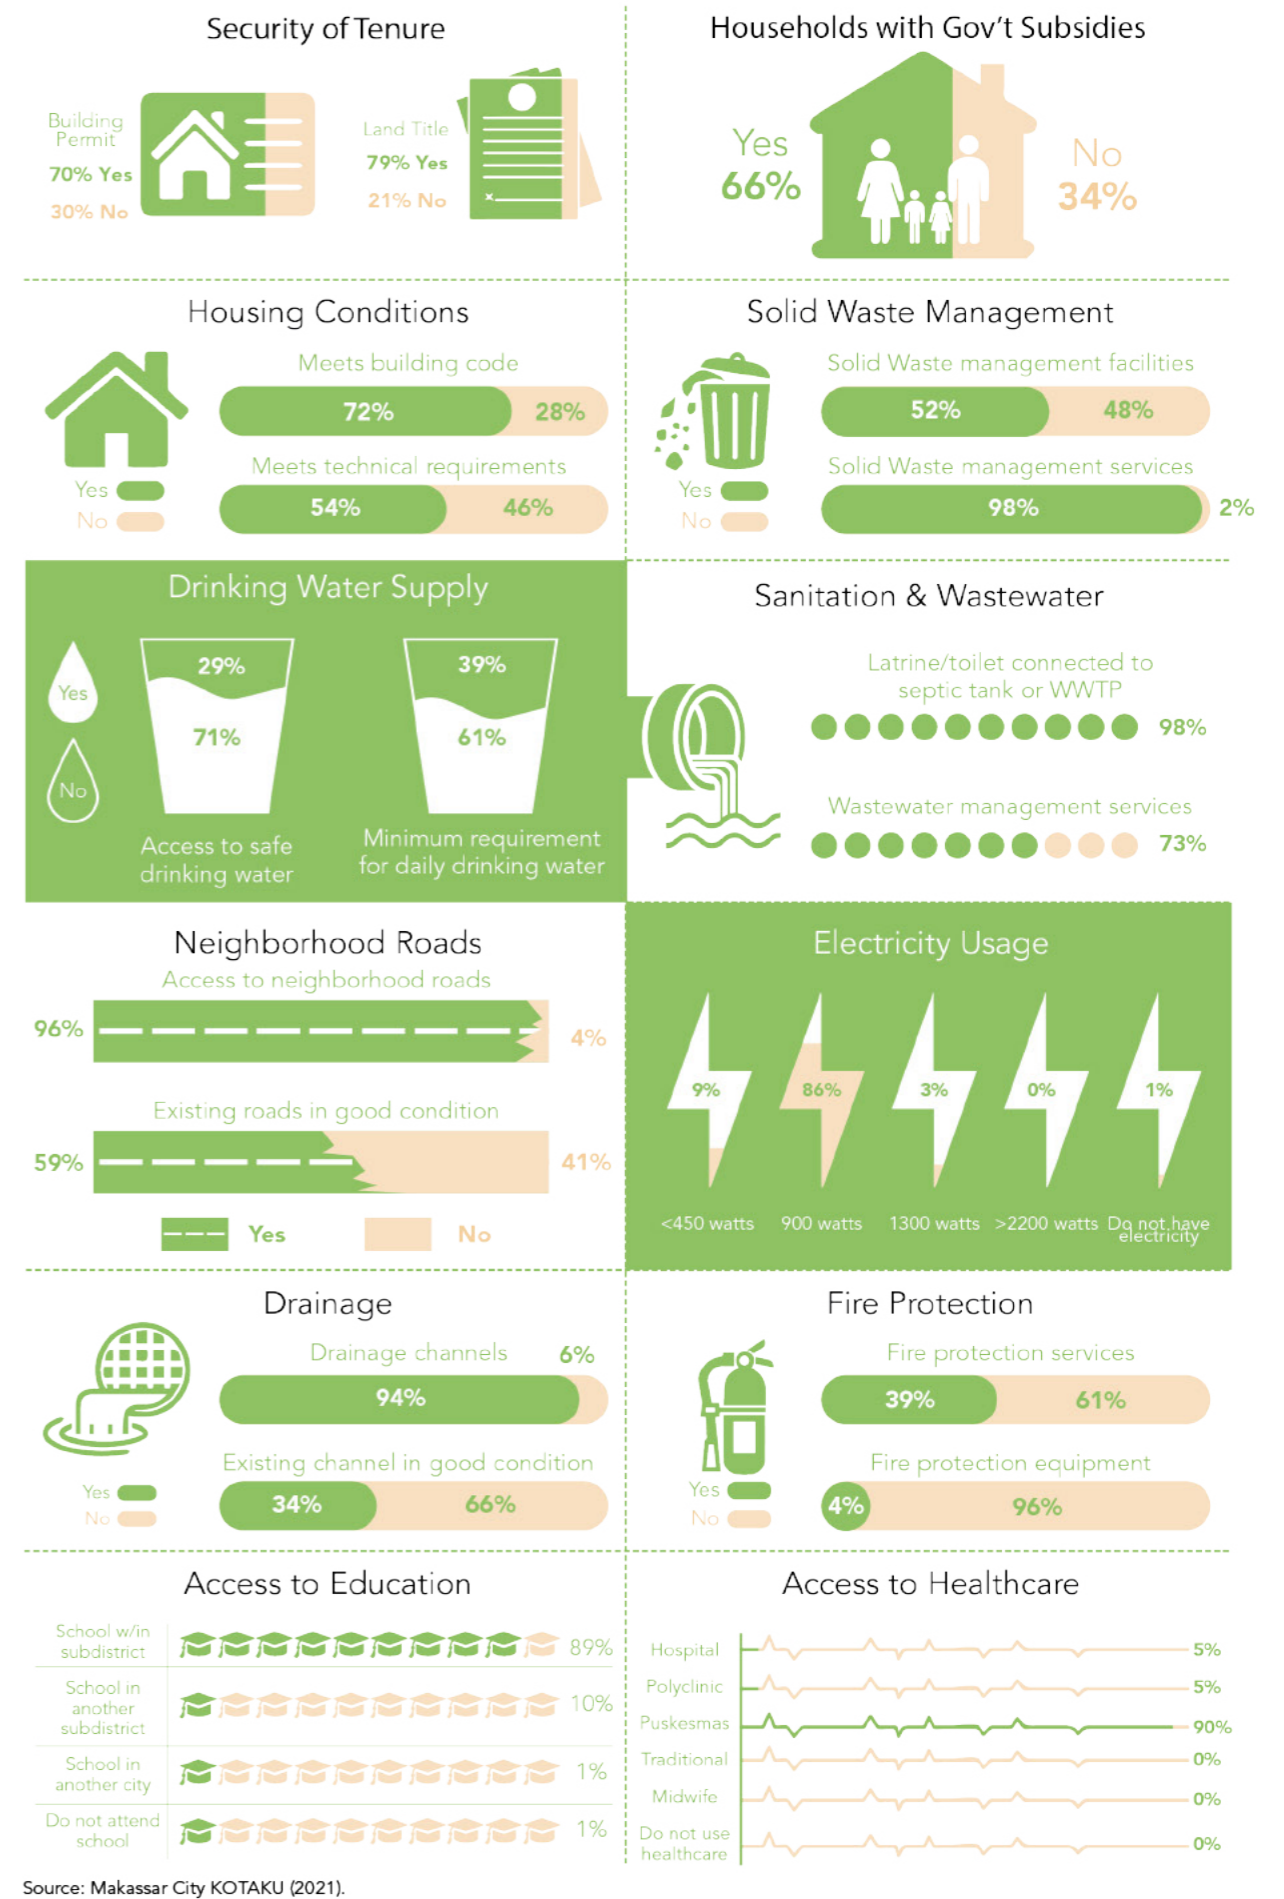 Security of Tenure
Building
Permit
70% Yes
30% No
Land Title
79% Yes
21% No
Households with Gov't Subsidies
Yes
66%
No
34%
Housing Conditions
Meets building code
72%
28%
Meets technical requirements
54%
46%
Yes
No
Solid Waste Management
Solid Waste management facilities
52%
48%
Solid Waste management services
98%
2%
Yes
No
Drinking Water Supply
Yes
No
29%
71%
Access to safe
drinking water
39%
61%
Minimum requirement
for daily drinking water
Sanitation & Wastewater
Latrine/toilet connected to
septic tank or WWTP
98%
Wastewater management services
73%
Neighborhood Roads
Access to neighborhood roads
96%
4%
Existing roads in good condition
59%
41%
Yes
No
Electricity Usage
9%
86%
3%
0%
1%
<450 watts
900 watts
1300 watts
>2200 watts
Do not have
electricity
Drainage
Drainage channels
6%
94%
Existing channel in good condition
34%
66%
Yes
No
Fire Protection
Fire protection services
39%
61%
Fire protection equipment
4%
96%
Yes
No
Access to Education
School w/in
subdistrict
89%
School in
another
subdistrict
10%
School in
another city
1%
Do not attend
school
1%
Access to Healthcare
Hospital
5%
Polyclinic
5%
Puskesmas
90%
Traditional
0%
Midwife
0%
Do not use
healthcare
0%
Source: Makassar City KOTAKU (2021).